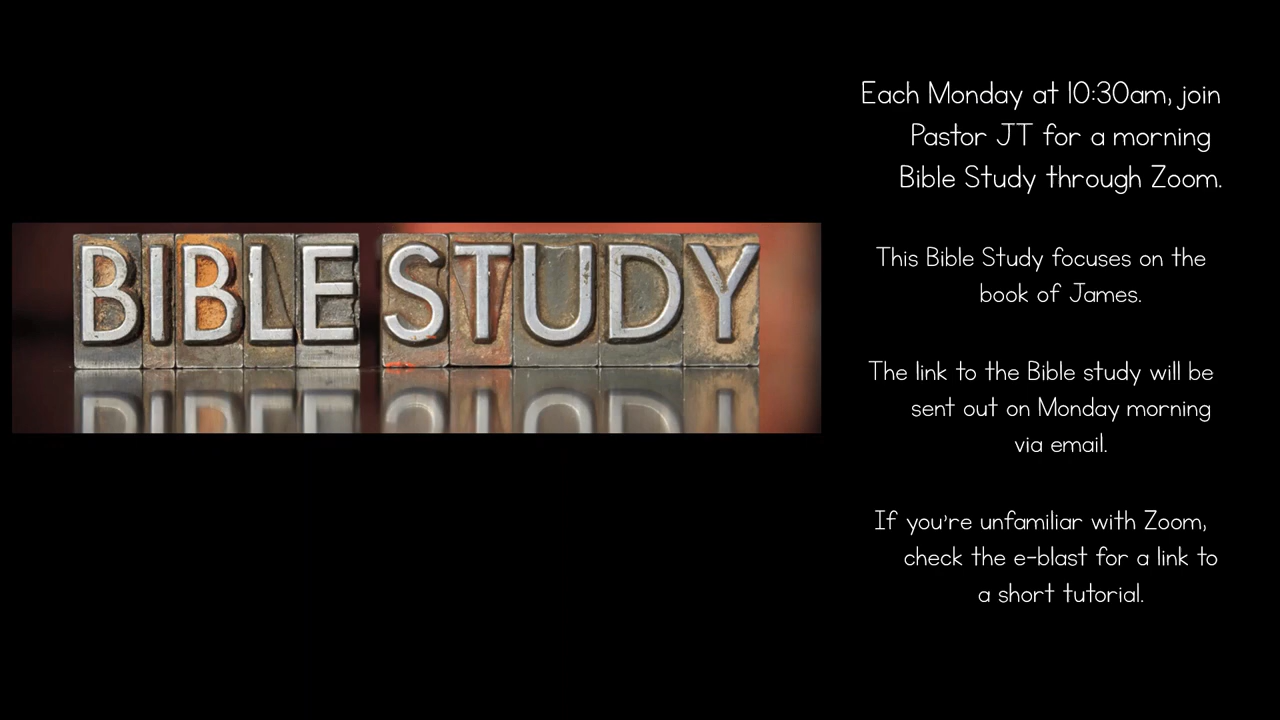 BIBLE STUDY
Each Monday at 10:30am, join
Pastor JT for a morning
Bible Study through Zoom.
This Bible Study focuses on the
book of James.
The link to the Bible study will be
sent out on Monday morning
via email.
If you're unfamiliar with Zoom,
check the e-blast for a link to
a short tutorial.